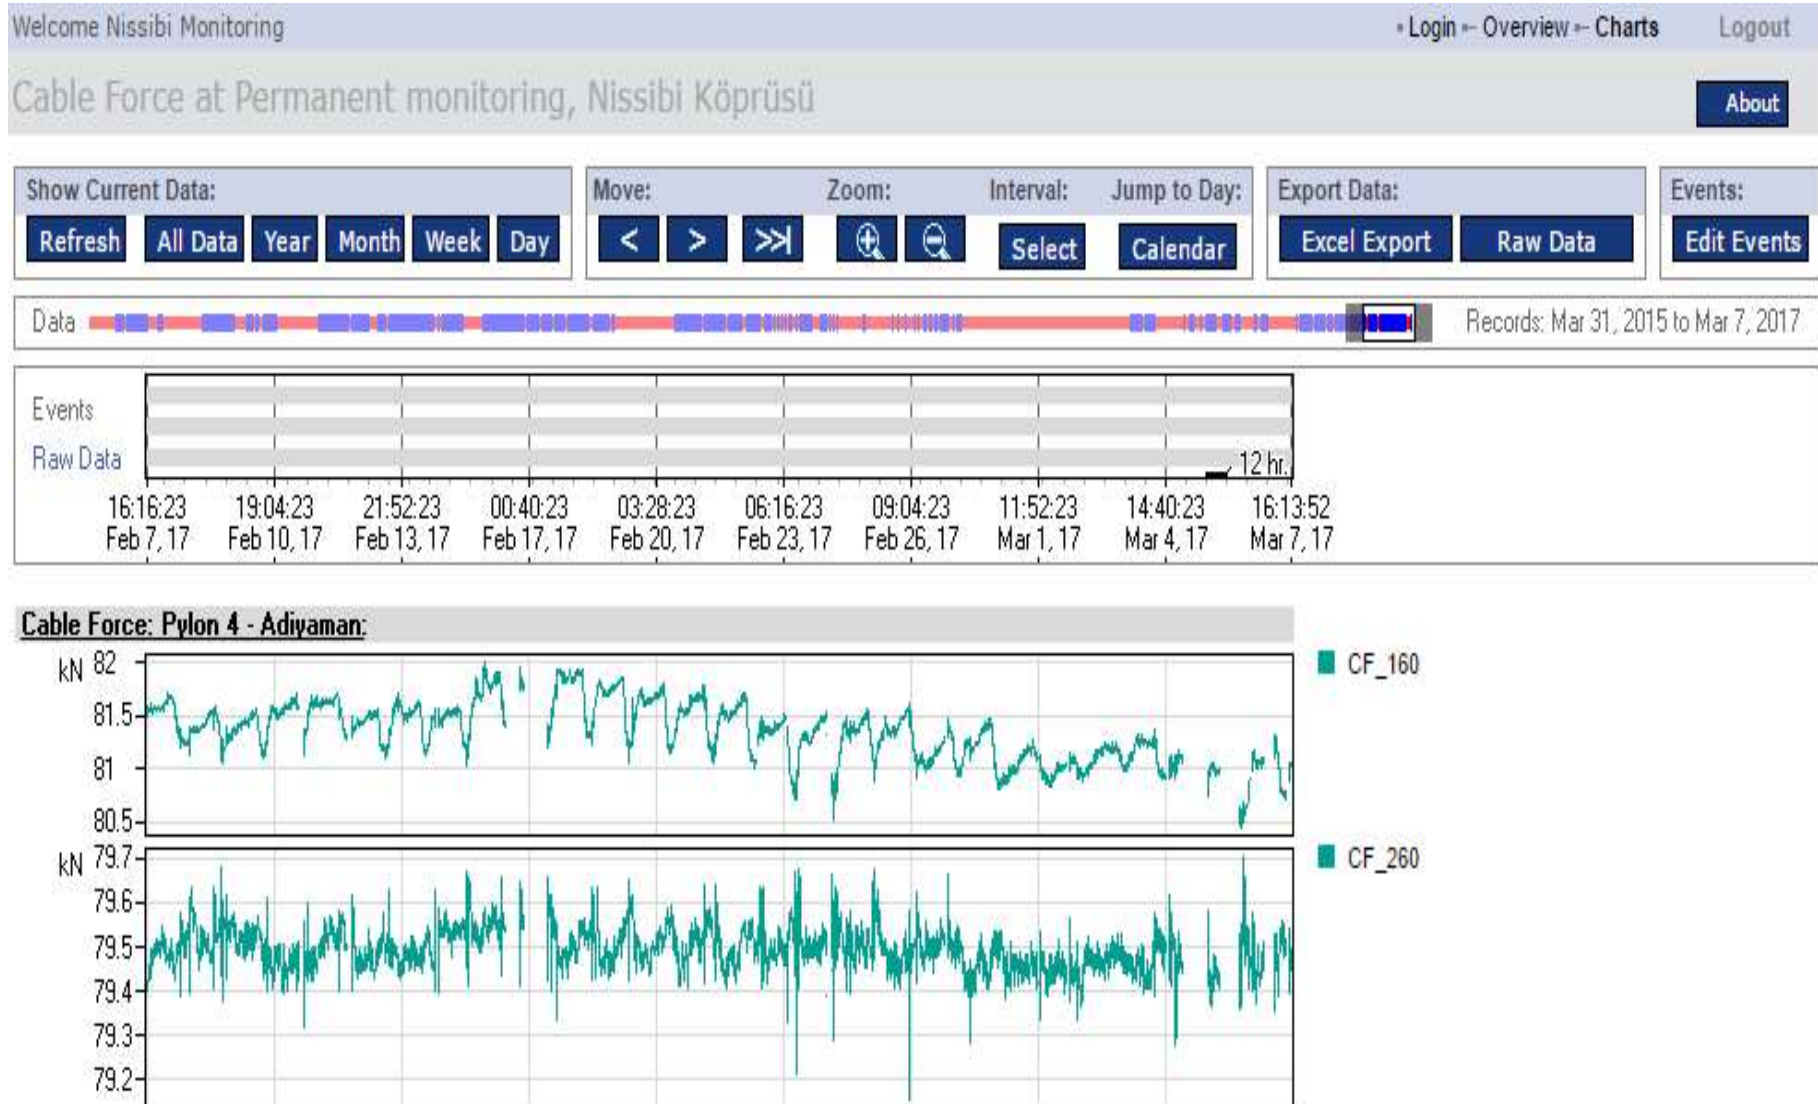 Welcome Nissibi Monitoring
Login Overview Charts Logout
Cable Force at Permanent monitoring, Nissibi Köprüsü
About
Show Current Data:
Refresh All Data Year Month Week Day
Move: Zoom: Interval: Jump to Day:
< > >>| Select Calendar
Export Data:
Excel Export Raw Data
Events:
Edit Events
Data
Records: Mar 31, 2015 to Mar 7, 2017
Events
Raw Data
12 hr.
16:16:23 19:04:23 21:52:23 00:40:23 03:28:23 06:16:23 09:04:23 11:52:23 14:40:23 16:13:52
Feb 7, 17 Feb 10, 17 Feb 13, 17 Feb 17, 17 Feb 20, 17 Feb 23, 17 Feb 26, 17 Mar 1, 17 Mar 4, 17 Mar 7, 17
Cable Force: Pylon 4 - Adiyaman:
kN 82
81.5
81
80.5
CF_160
kN 79.7
79.6
79.5
79.4
79.3
79.2
CF_260